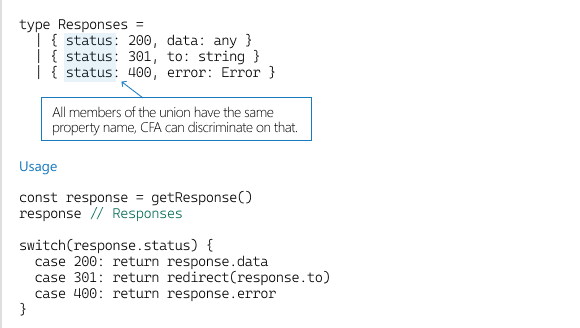 type Responses =
  | { status: 200, data: any }
  | { status: 301, to: string }
  | { status: 400, error: Error }
All members of the union have the same
property name, CFA can discriminate on that.
Usage
const response = getResponse()
response // Responses
switch(response.status) {
  case 200: return response.data
  case 301: return redirect(response.to)
  case 400: return response.error
}